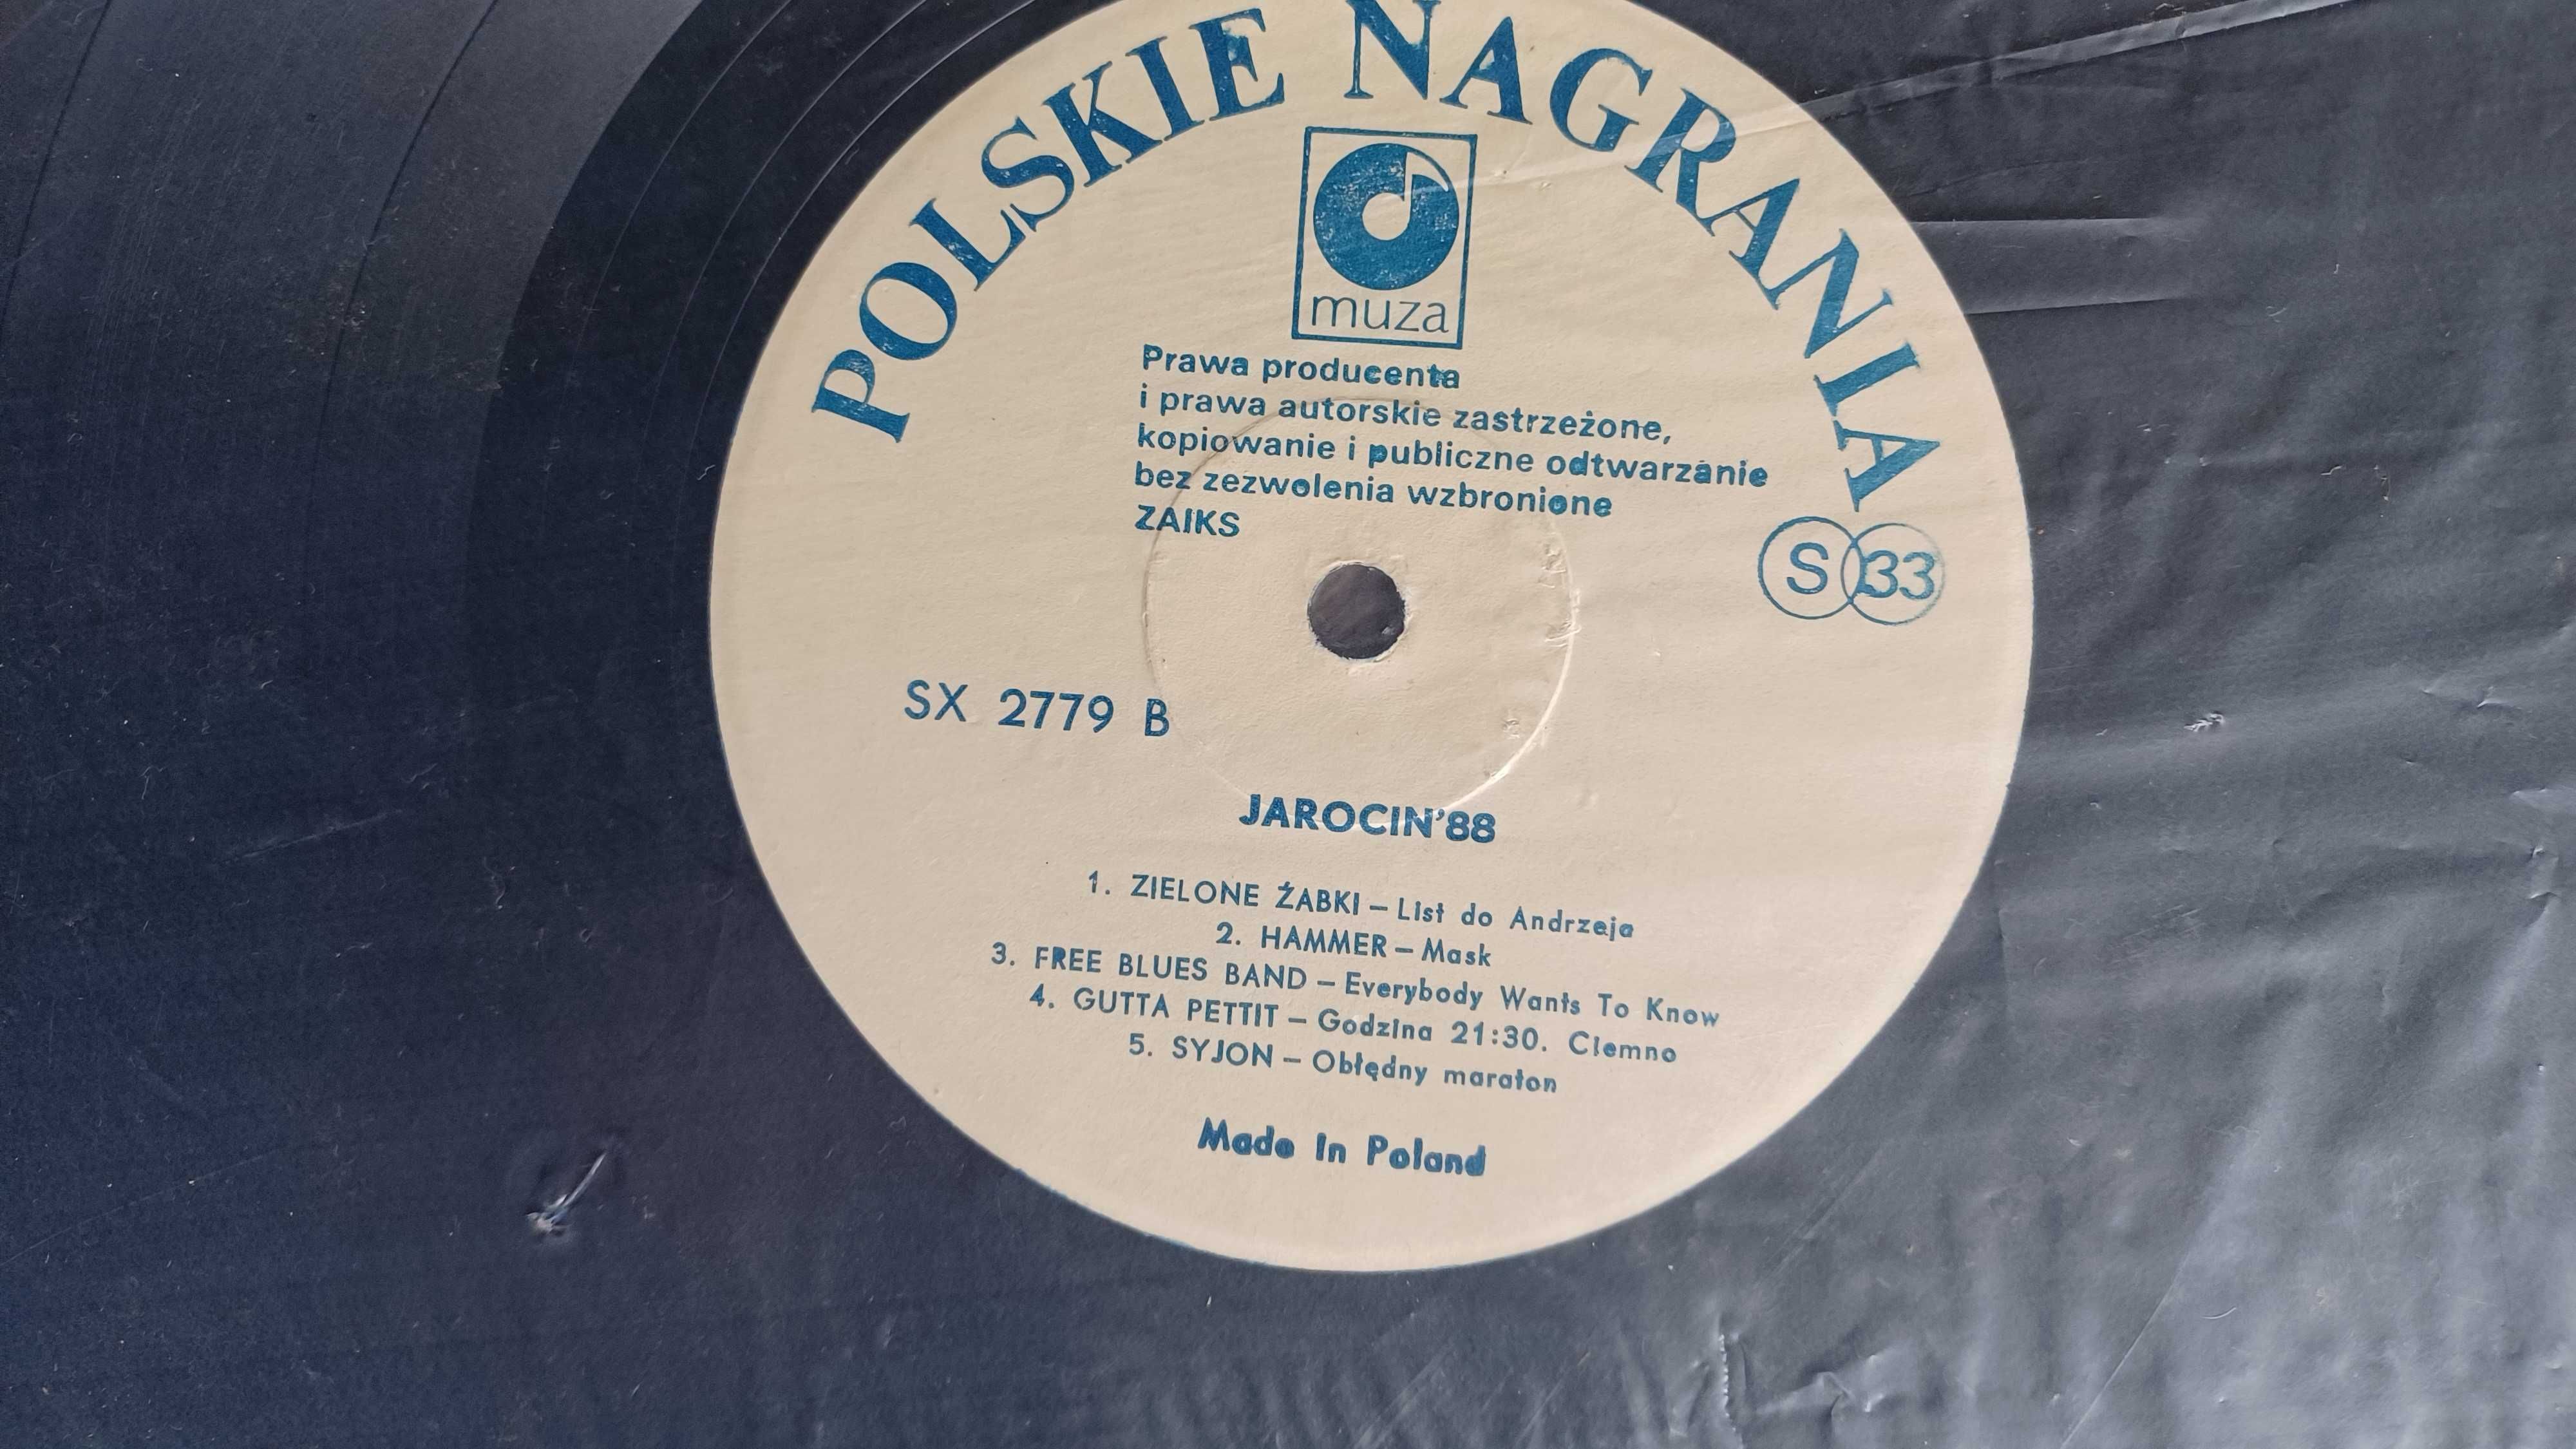 POLSKIE NAGRANIA
muza
Prawa producenta
i prawa autorskie zastrzeżone,
kopiowanie i publiczne odtwarzanie
bez zezwolenia wzbronione
ZAIKS
S 33
SX 2779 B
JAROCIN'88
1. ZIELONE ŻABKI – List do Andrzeja
2. HAMMER – Mask
3. FREE BLUES BAND – Everybody Wants To Know
4. GUTTA PETTIT – Godzina 21:30. Ciemno
5. SYJON – Obłędny maraton
Made in Poland